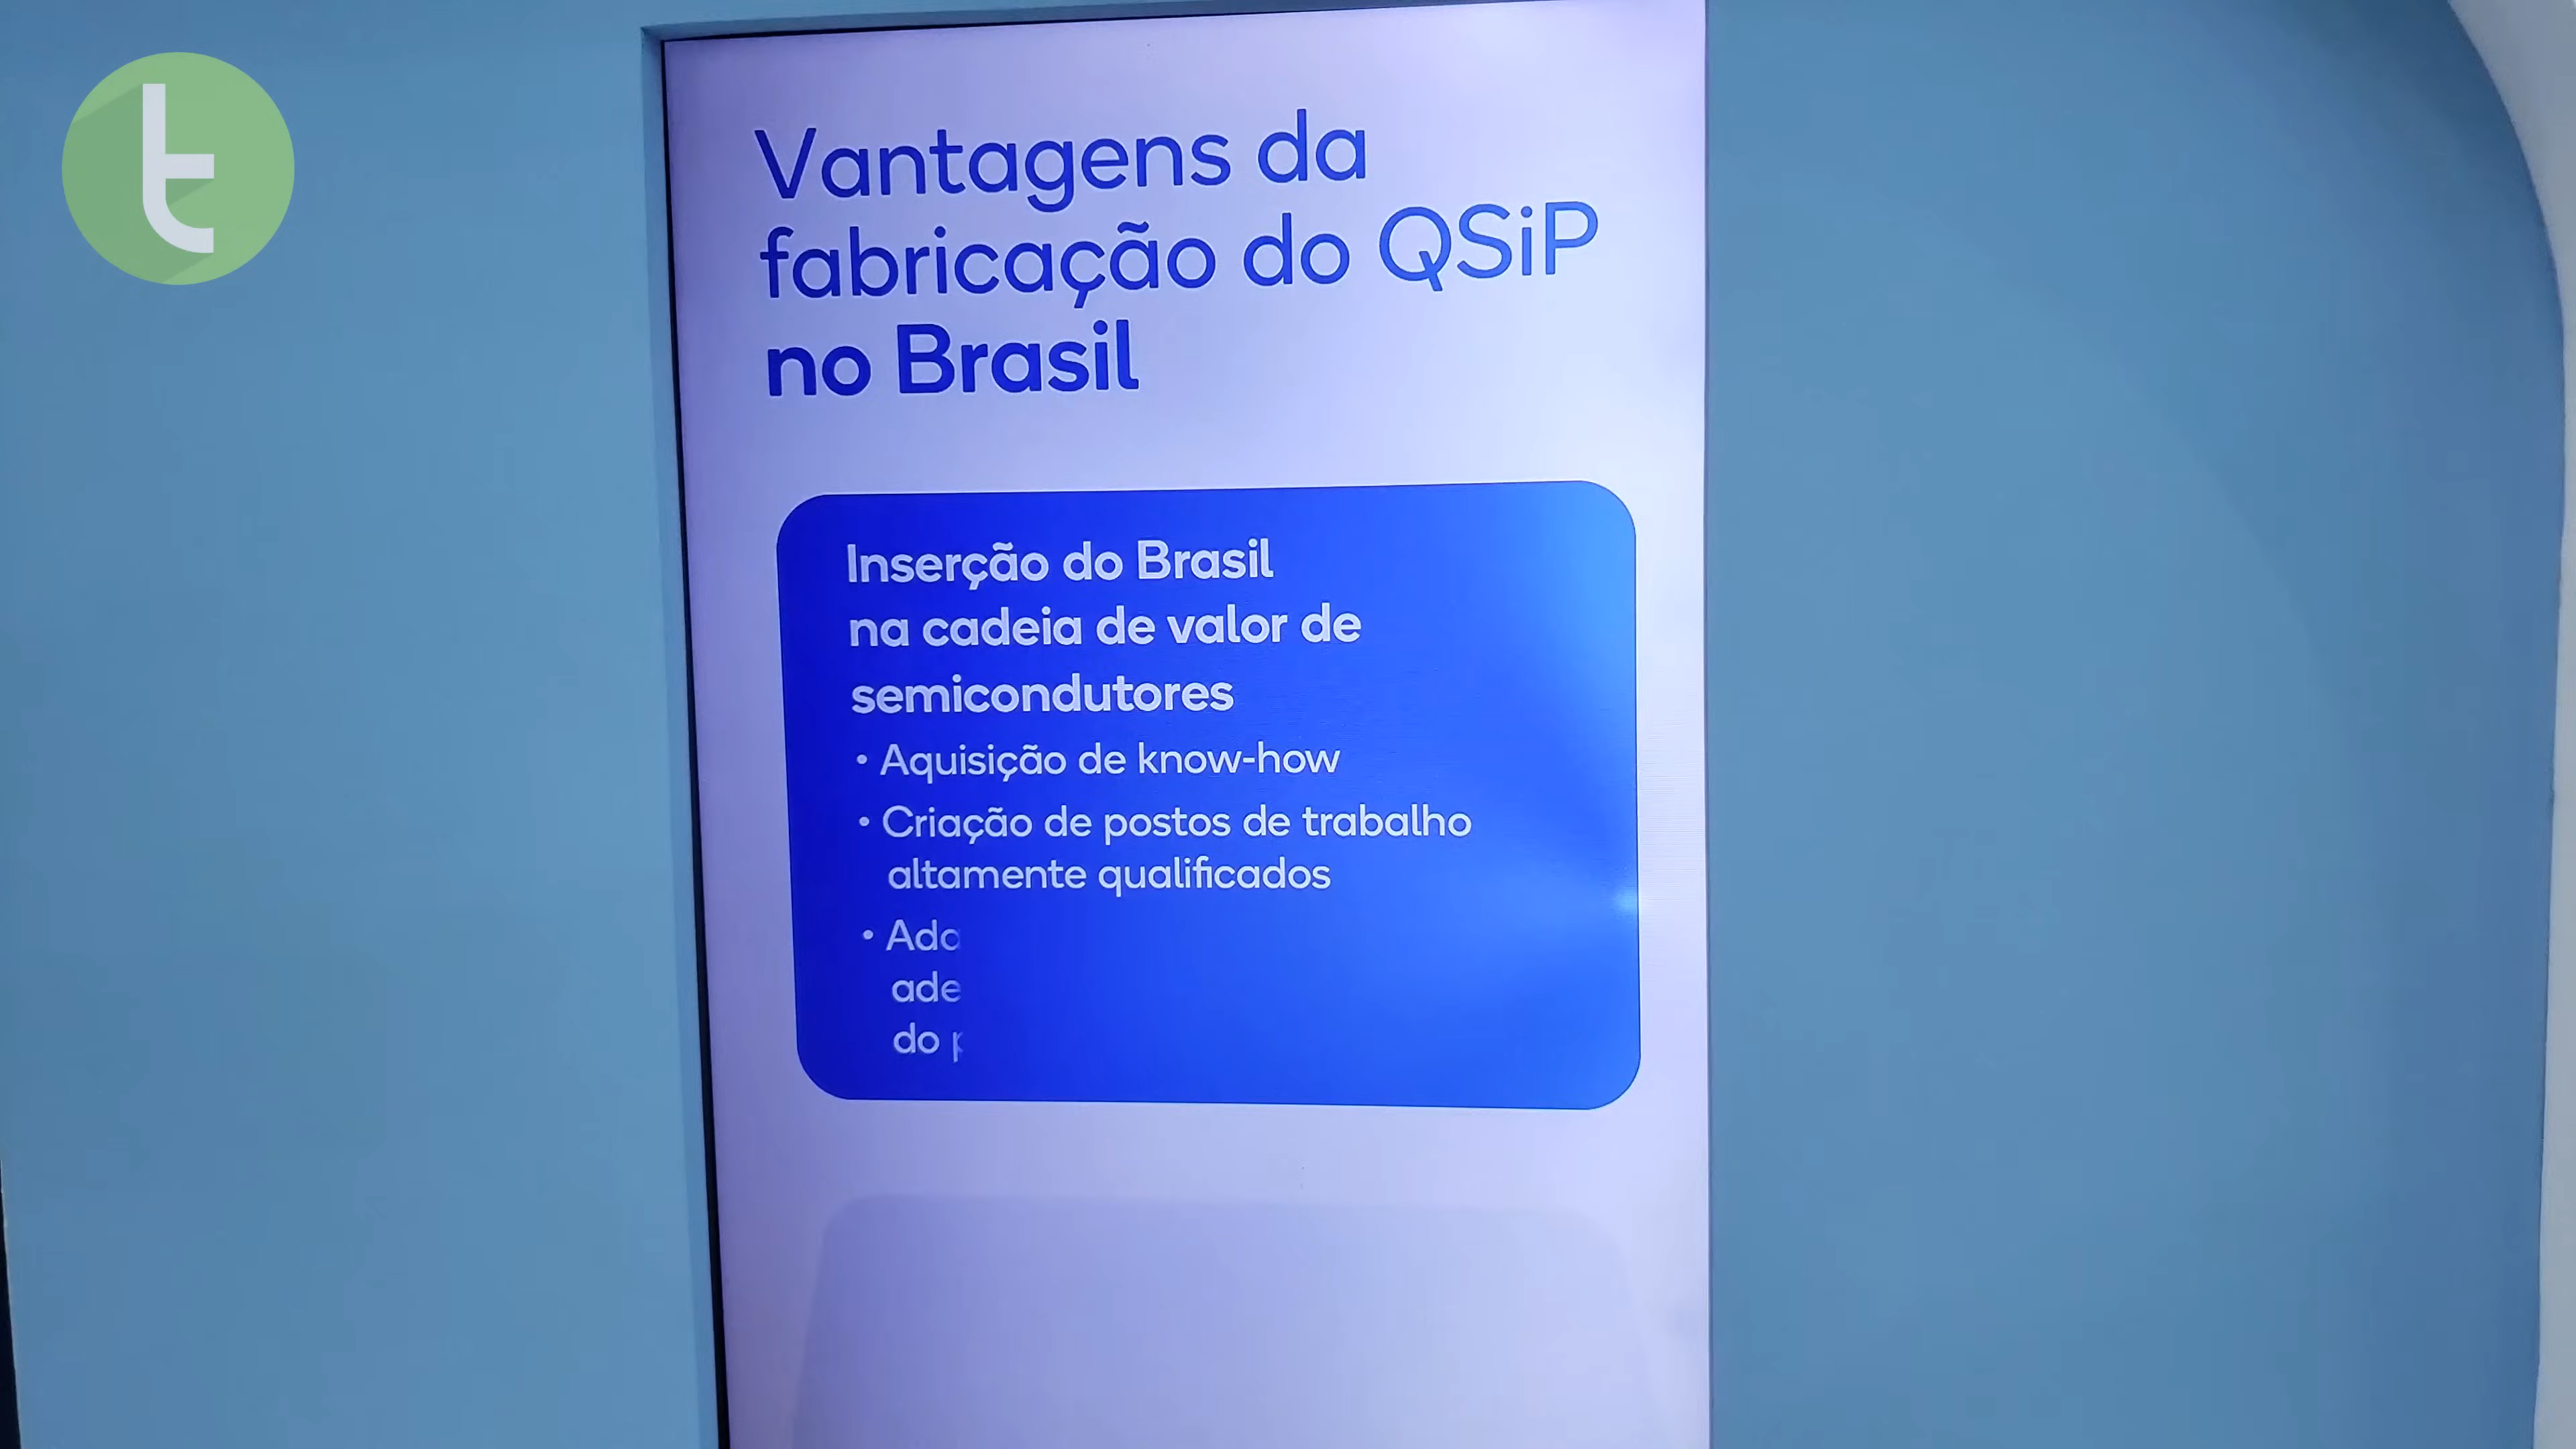 Vantagens da
fabricação do QSiP
no Brasil
Inserção do Brasil
na cadeia de valor de
semicondutores
• Aquisição de know-how
• Criação de postos de trabalho
altamente qualificados
do